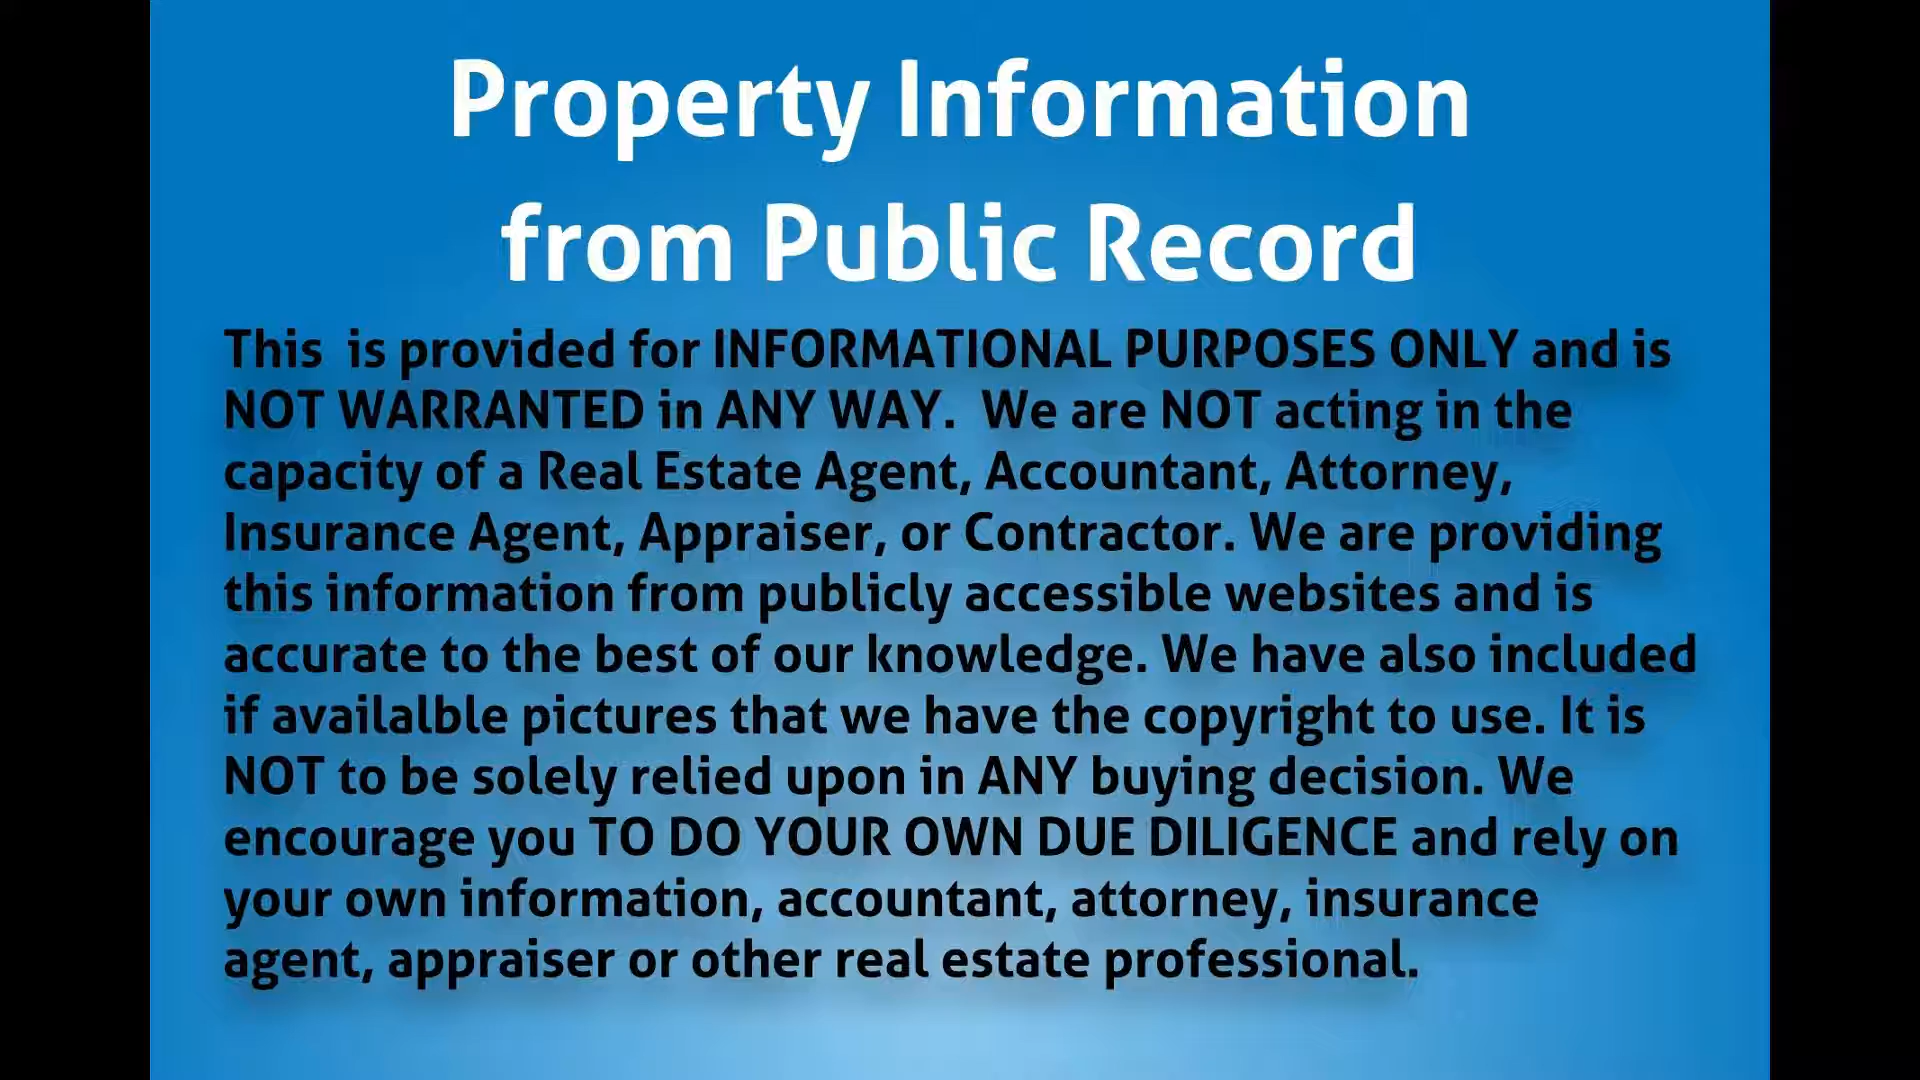 Property Information
from Public Record
This  is provided for INFORMATIONAL PURPOSES ONLY and is
NOT WARRANTED in ANY WAY.  We are NOT acting in the
capacity of a Real Estate Agent, Accountant, Attorney,
Insurance Agent, Appraiser, or Contractor. We are providing
this information from publicly accessible websites and is
accurate to the best of our knowledge. We have also included
if availalble pictures that we have the copyright to use. It is
NOT to be solely relied upon in ANY buying decision. We
encourage you TO DO YOUR OWN DUE DILIGENCE and rely on
your own information, accountant, attorney, insurance
agent, appraiser or other real estate professional.